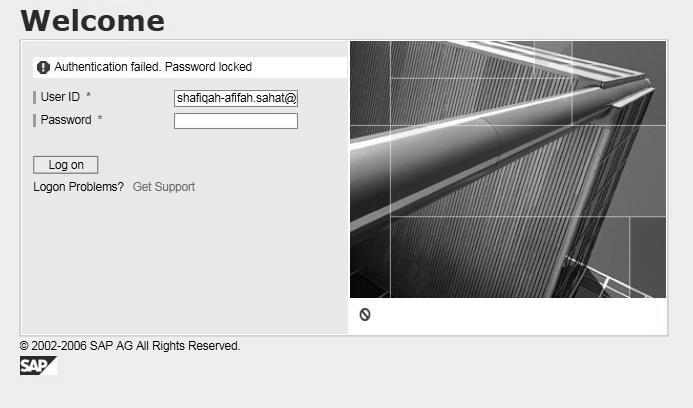 Welcome
Authentication failed. Password locked
User ID *
shafiqah-afifah.sahat@
Password *
Log on
Logon Problems? Get Support
© 2002-2006 SAP AG All Rights Reserved.
SAP